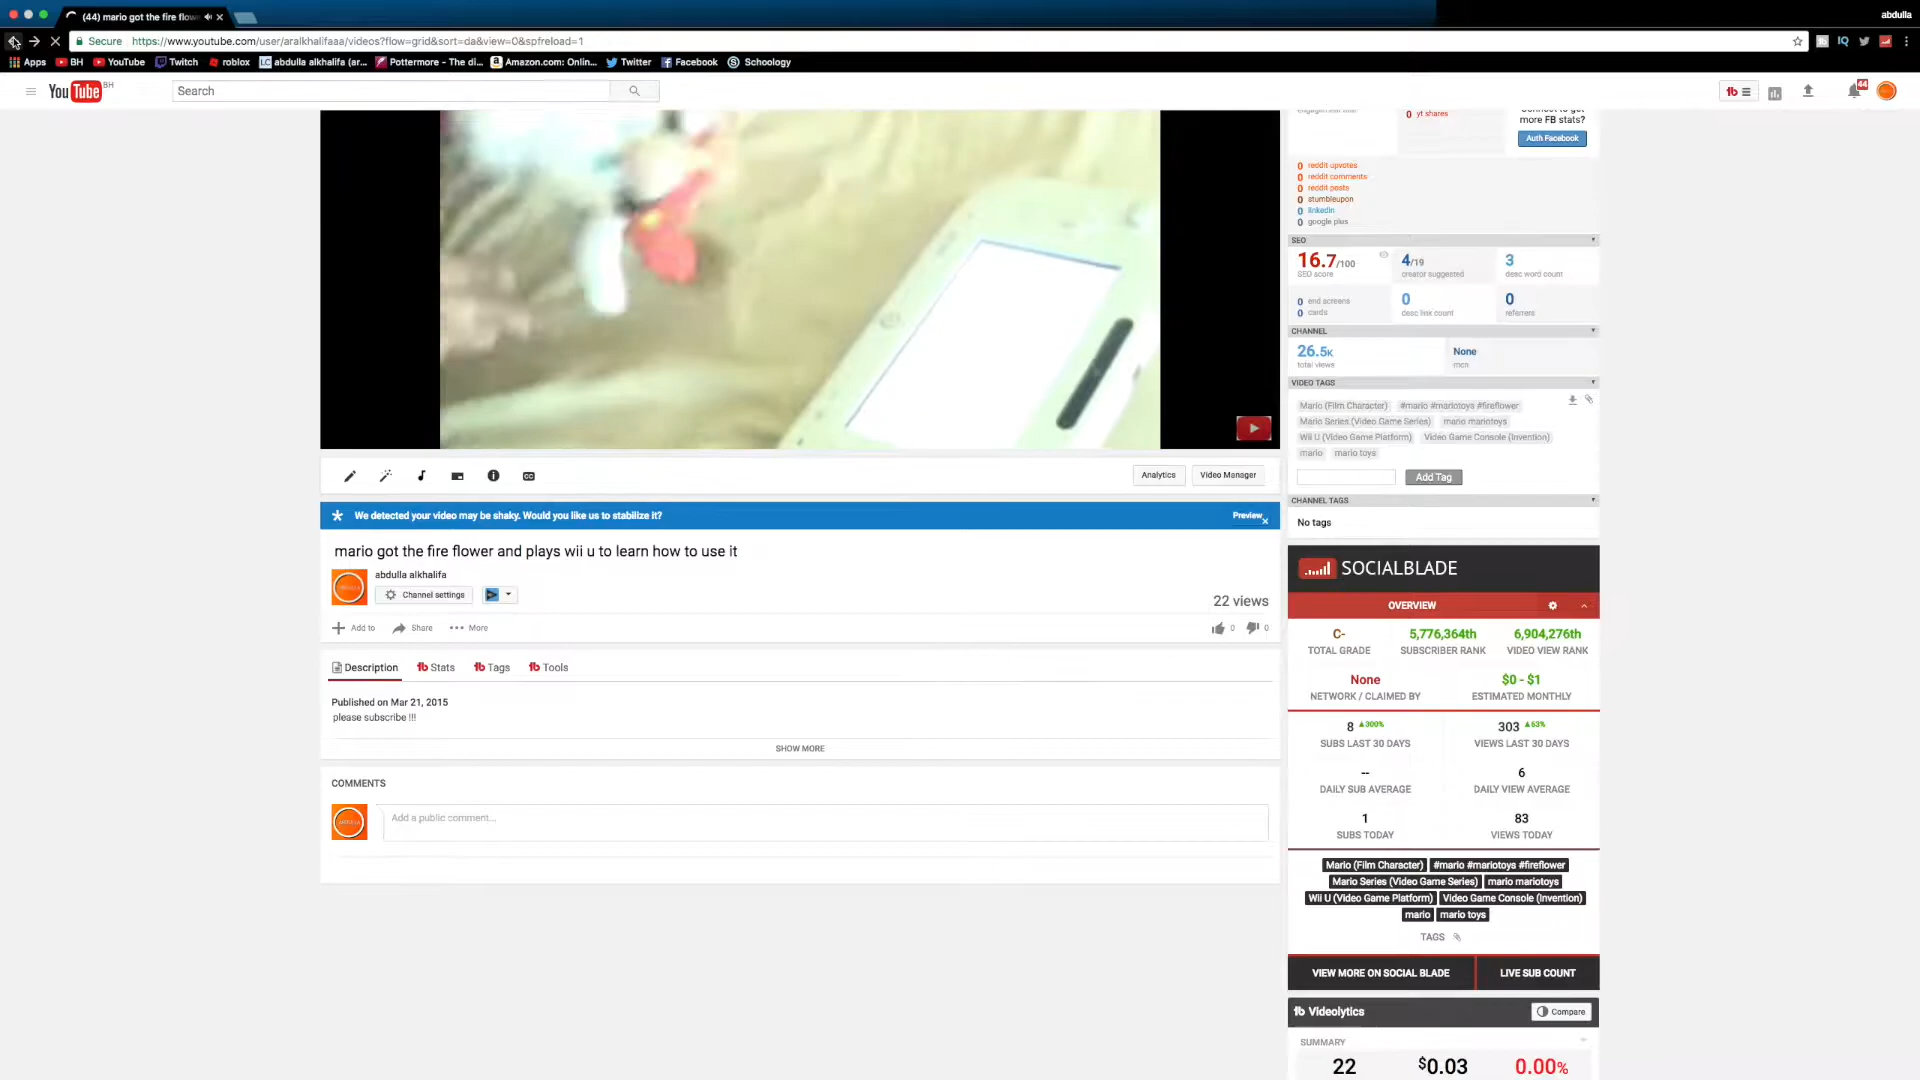 (44) mario got the fire flow
abdulla
Secure https://www.youtube.com/user/aralkhalifaaa/videos?flow=grid&sort=da&view=0&spfreload=1
IQ
Apps BH YouTube Twitch roblox LC abdulla alkhalifa (ar... Pottermore - The di... Amazon.com: Onlin... Twitter Facebook Schoology
YouTube BH
Search
44
more FB stats?
0 yt shares
Auth Facebook
0 reddit upvotes
0 reddit comments
0 reddit posts
0 stumbleupon
0 linkedin
0 google plus
SEO
16.7/100 4/19 3
SEO score creator suggested desc word count
0 end screens 0 0
0 cards desc link count referrers
CHANNEL
26.5K None
total views mcn
VIDEO TAGS
Mario (Film Character) #mario #mariotoys #fireflower
Mario Series (Video Game Series) mario mariotoys
Wii U (Video Game Platform) Video Game Console (Invention)
mario mario toys
Add Tag
CHANNEL TAGS
No tags
Analytics Video Manager
We detected your video may be shaky. Would you like us to stabilize it? Preview
mario got the fire flower and plays wii u to learn how to use it
abdulla alkhalifa
Channel settings
22 views
Add to Share More 0 0
Description Stats Tags Tools
Published on Mar 21, 2015
please subscribe !!!
SHOW MORE
COMMENTS
Add a public comment...
SOCIALBLADE
OVERVIEW
C- 5,776,364th 6,904,276th
TOTAL GRADE SUBSCRIBER RANK VIDEO VIEW RANK
None $0 - $1
NETWORK / CLAIMED BY ESTIMATED MONTHLY
8 ▲300% 303 ▲63%
SUBS LAST 30 DAYS VIEWS LAST 30 DAYS
-- 6
DAILY SUB AVERAGE DAILY VIEW AVERAGE
1 83
SUBS TODAY VIEWS TODAY
Mario (Film Character) #mario #mariotoys #fireflower
Mario Series (Video Game Series) mario mariotoys
Wii U (Video Game Platform) Video Game Console (Invention)
mario mario toys
TAGS
VIEW MORE ON SOCIAL BLADE LIVE SUB COUNT
Videolytics Compare
SUMMARY
22 $0.03 0.00%